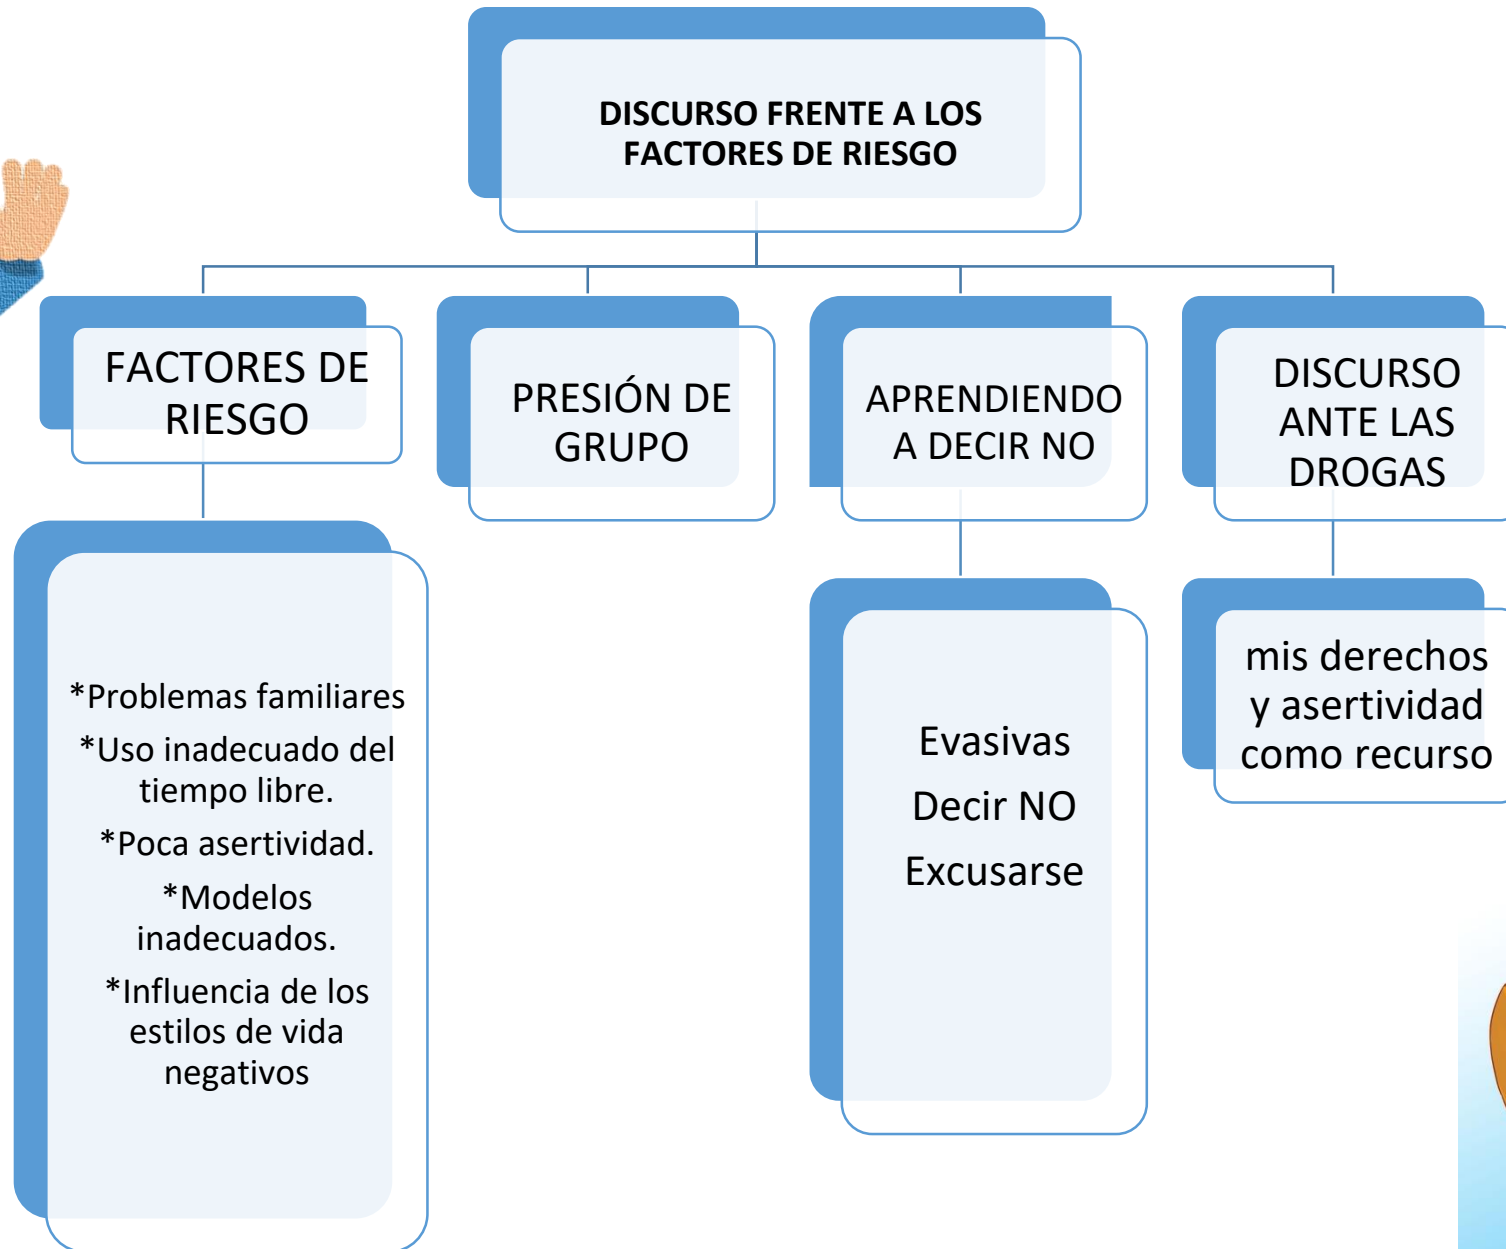 DISCURSO FRENTE A LOS
FACTORES DE RIESGO
FACTORES DE
RIESGO
PRESIÓN DE
GRUPO
APRENDIENDO
A DECIR NO
DISCURSO
ANTE LAS
DROGAS
*Problemas familiares
*Uso inadecuado del
tiempo libre.
*Poca asertividad.
*Modelos
inadecuados.
*Influencia de los
estilos de vida
negativos
Evasivas
Decir NO
Excusarse
mis derechos
y asertividad
como recurso